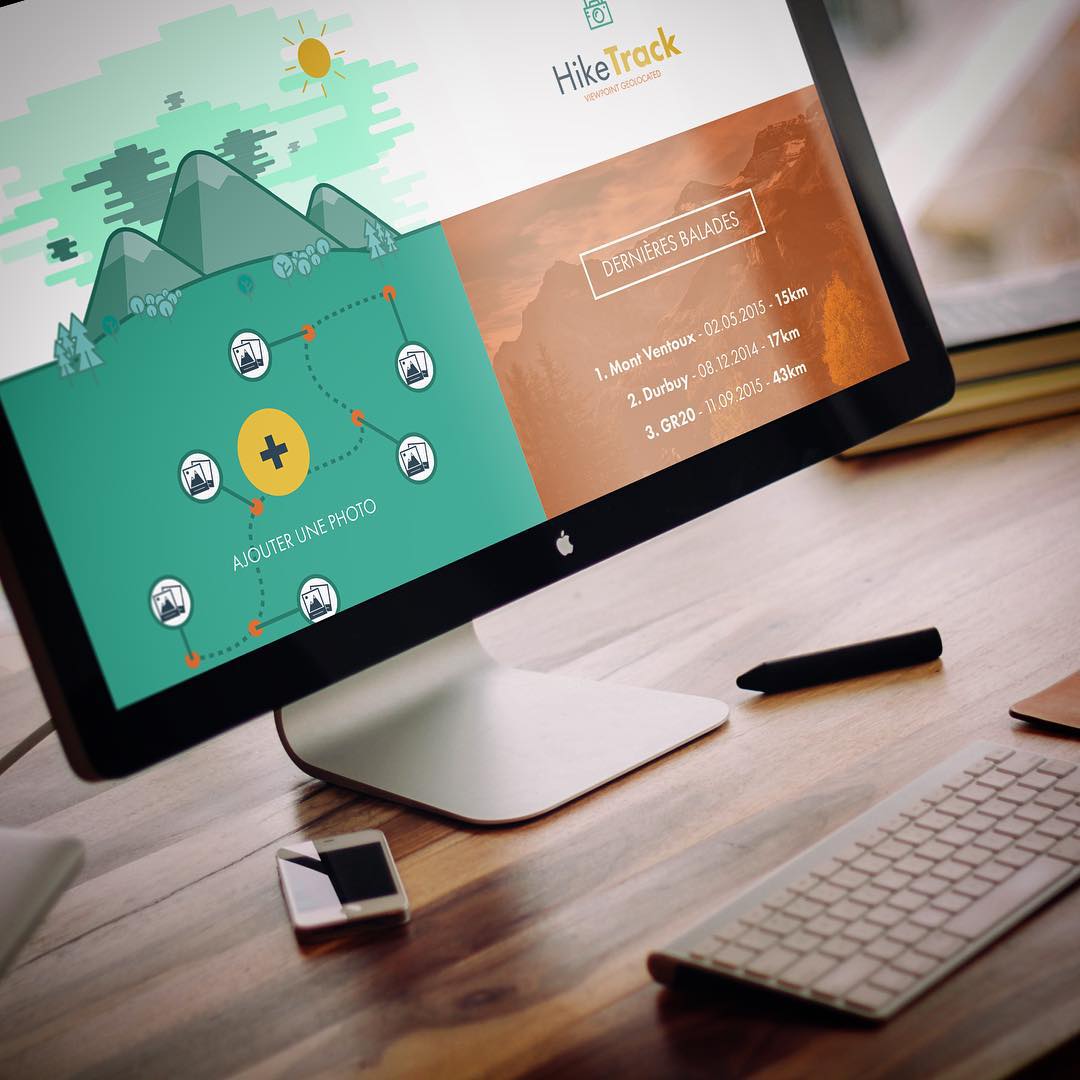 HikeTrack
VIEWPOINT GEOLOCATED
DERNIÈRES BALADES
1. Mont Ventoux - 02.05.2015 - 15km
2. Durbuy - 08.12.2014 - 17km
3. GR20 - 11.09.2015 - 43km
AJOUTER UNE PHOTO